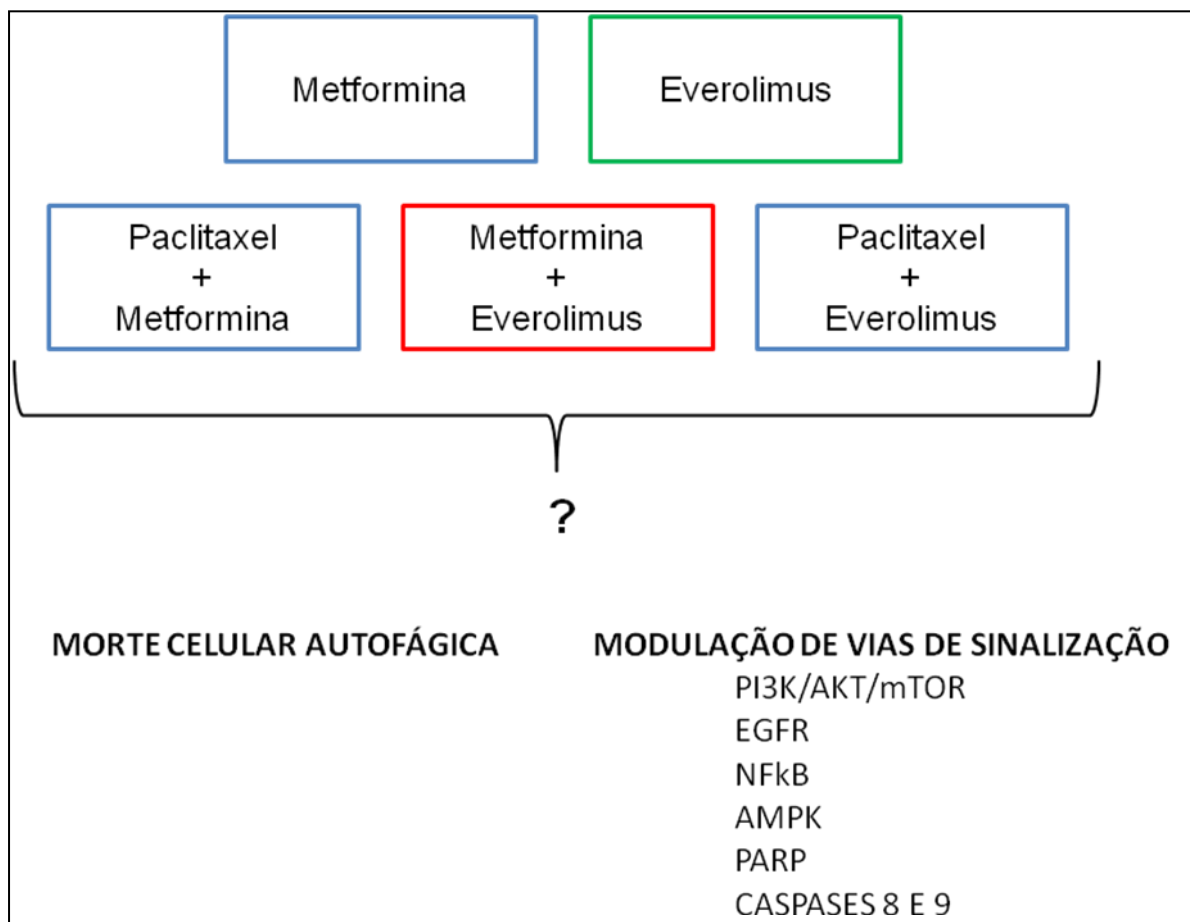 Metformina
Everolimus
Paclitaxel
+
Metformina
Metformina
+
Everolimus
Paclitaxel
+
Everolimus
?
MORTE CELULAR AUTOFÁGICA
MODULAÇÃO DE VIAS DE SINALIZAÇÃO
PI3K/AKT/mTOR
EGFR
NFkB
AMPK
PARP
CASPASES 8 E 9